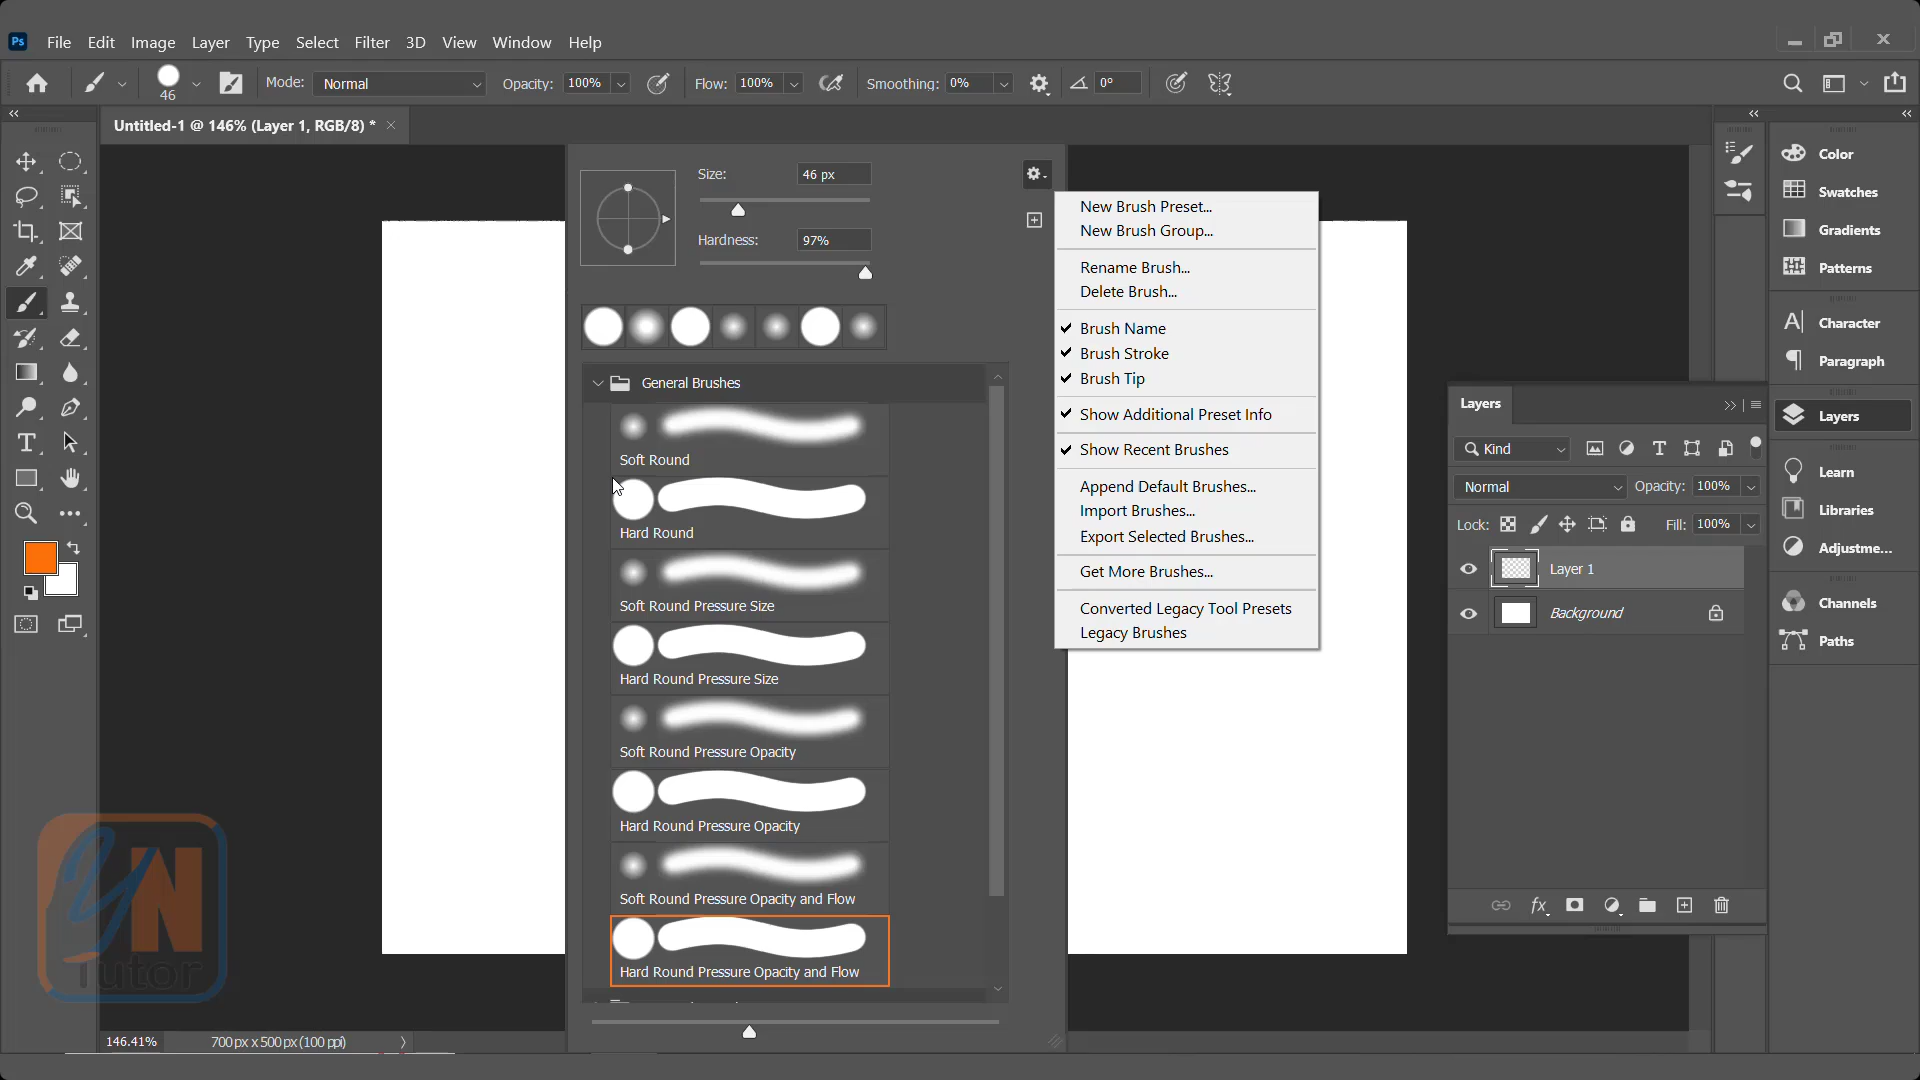 Ps File Edit Image Layer Type Select Filter 3D View Window Help
46 Mode: Normal Opacity: 100% Flow: 100% Smoothing: 0% 0°
Untitled-1 @ 146% (Layer 1, RGB/8) *
Size: 46 px
Hardness: 97%
General Brushes
Soft Round
Hard Round
Soft Round Pressure Size
Hard Round Pressure Size
Soft Round Pressure Opacity
Hard Round Pressure Opacity
Soft Round Pressure Opacity and Flow
Hard Round Pressure Opacity and Flow
New Brush Preset...
New Brush Group...
Rename Brush...
Delete Brush...
Brush Name
Brush Stroke
Brush Tip
Show Additional Preset Info
Show Recent Brushes
Append Default Brushes...
Import Brushes...
Export Selected Brushes...
Get More Brushes...
Converted Legacy Tool Presets
Legacy Brushes
Layers
Kind
Normal Opacity: 100%
Lock: Fill: 100%
Layer 1
Background
Color
Swatches
Gradients
Patterns
Character
Paragraph
Layers
Learn
Libraries
Adjustme...
Channels
Paths
YN
Tutor
146.41% 700 px x 500 px (100 ppi)